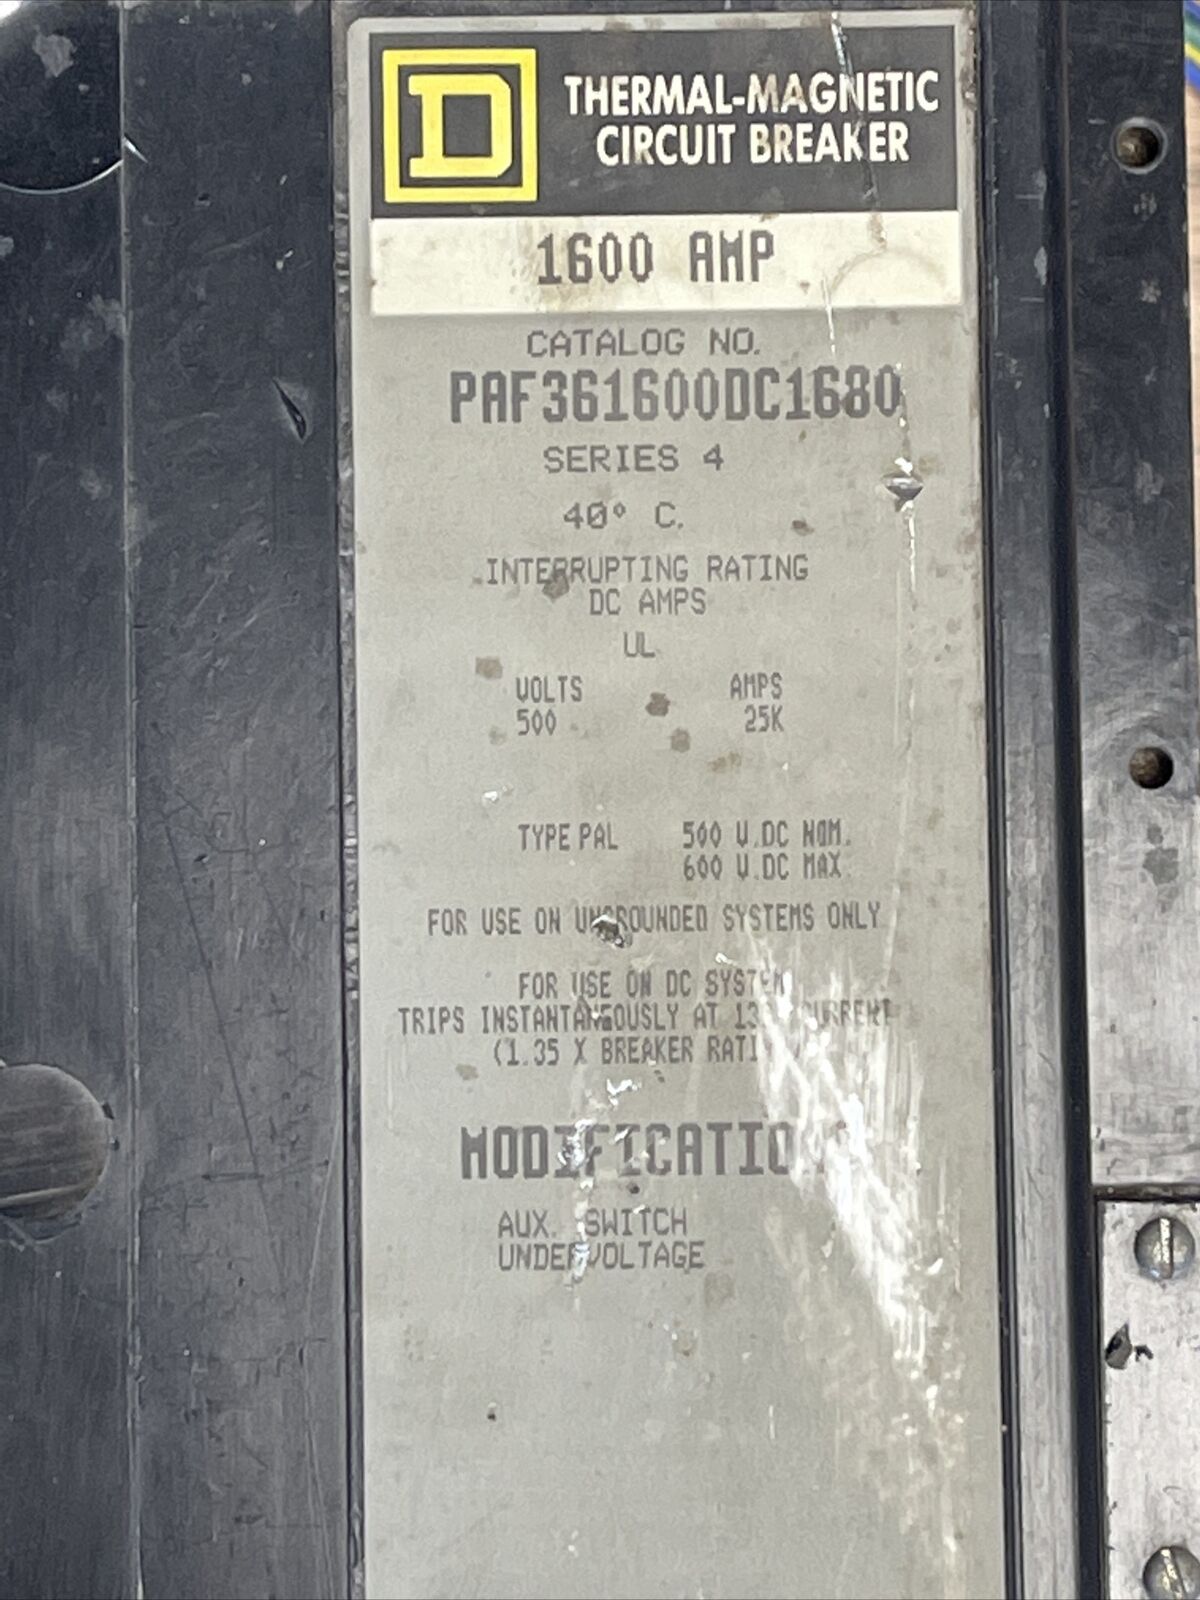 D
THERMAL-MAGNETIC
CIRCUIT BREAKER
1600 AMP
CATALOG NO.
PAF361600DC1680
SERIES 4
40° C.
INTERRUPTING RATING
DC AMPS
UL
VOLTS AMPS
500 25K
TYPE PAL 500 V.DC NOM.
600 V.DC MAX.
FOR USE ON UNGROUNDED SYSTEMS ONLY
FOR USE ON DC SYSTEM
TRIPS INSTANTANEOUSLY AT CURRENT
(1.35 X BREAKER
AUX. SWITCH
UNDERVOLTAGE